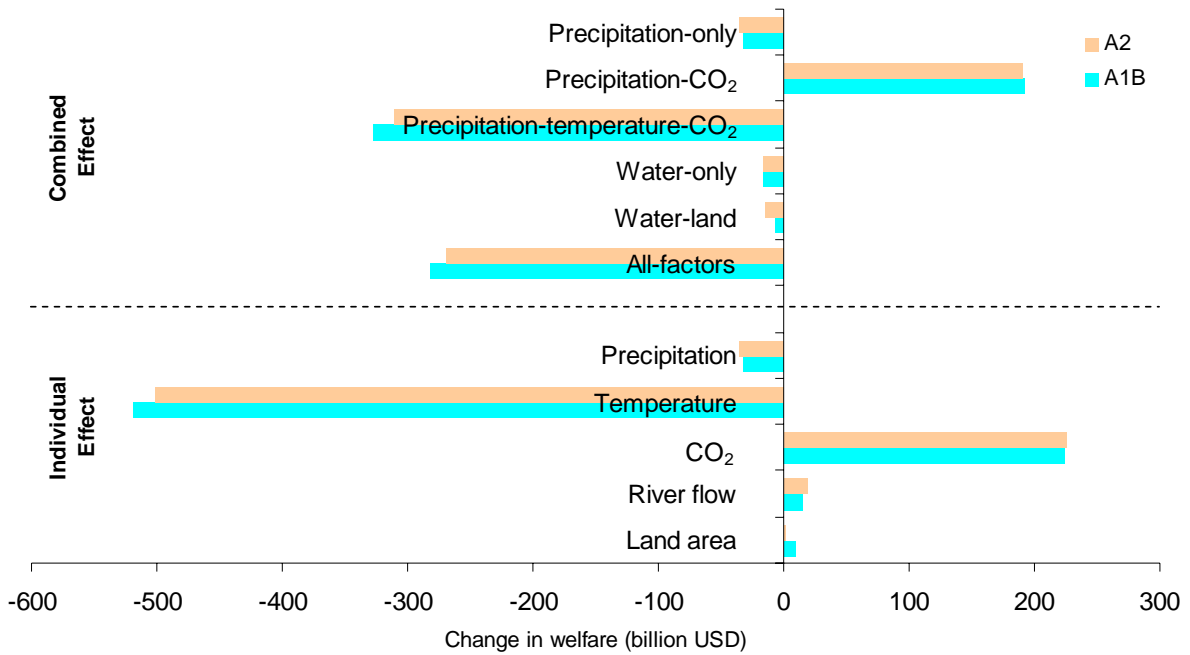 Precipitation-only
Precipitation-CO₂
Precipitation-temperature-CO₂
Water-only
Water-land
All-factors
Combined
Effect
A2
A1B
Precipitation
Temperature
CO₂
River flow
Land area
Individual
Effect
-600 -500 -400 -300 -200 -100 0 100 200 300
Change in welfare (billion USD)